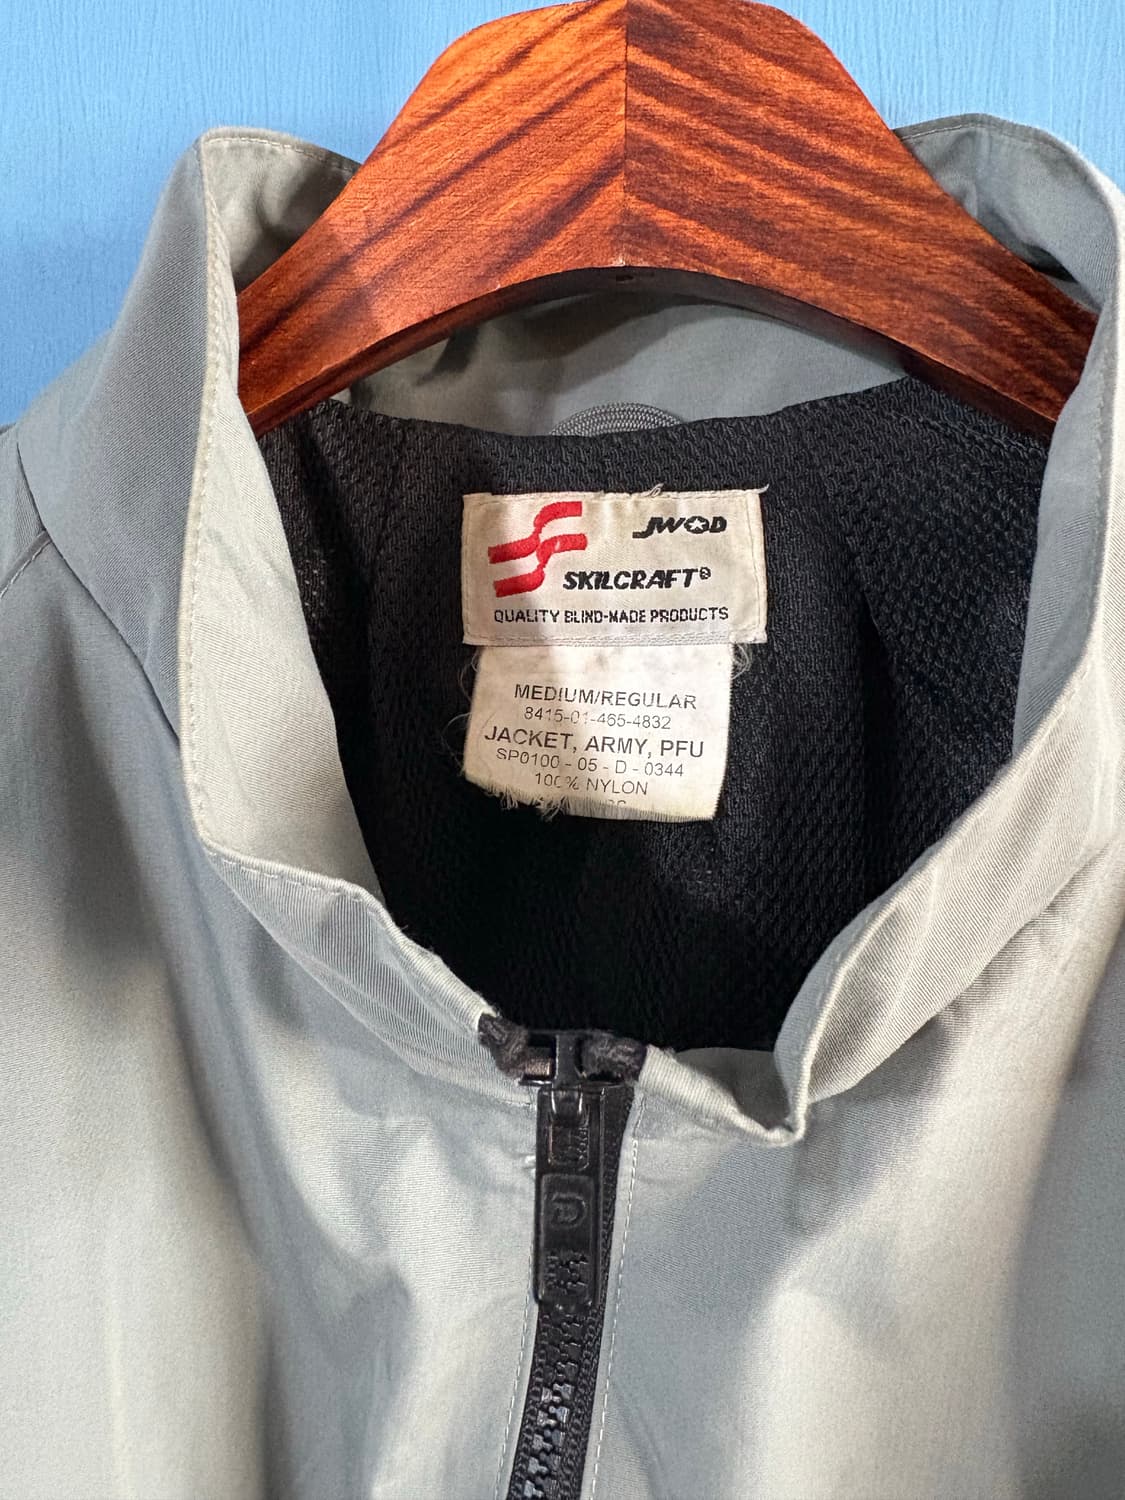 JWOD
SKILCRAFT®
QUALITY BLIND-MADE PRODUCTS
MEDIUM/REGULAR
8415-01-465-4832
JACKET, ARMY, PFU
SP0100 - 05 - D - 0344
100% NYLON